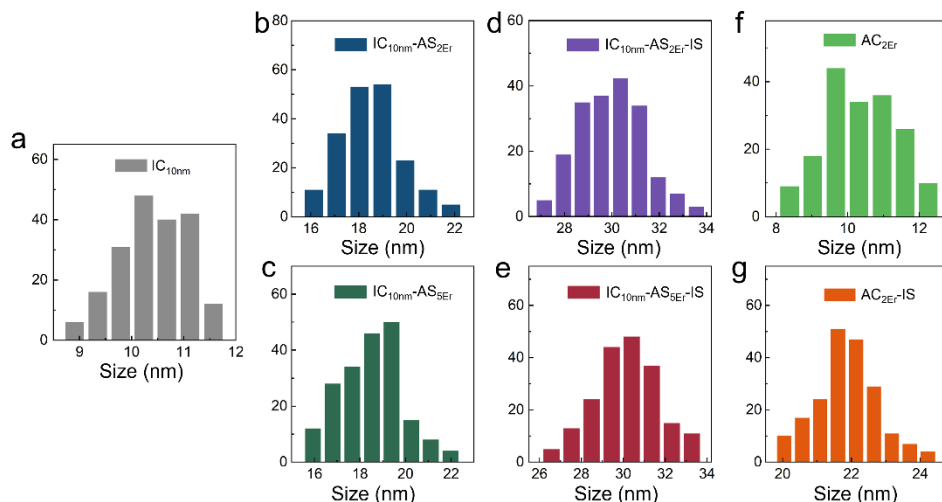 a
IC10nm
60
40
20
0
9 10 11 12
Size (nm)
b
IC10nm-AS2Er
80
60
40
20
0
16 18 20 22
Size (nm)
c
IC10nm-AS5Er
60
40
20
0
16 18 20 22
Size (nm)
d
IC10nm-AS2Er-IS
60
40
20
0
28 30 32 34
Size (nm)
e
IC10nm-AS5Er-IS
60
40
20
0
26 28 30 32 34
Size (nm)
f
AC2Er
40
20
0
8 10 12
Size (nm)
g
AC2Er-IS
60
40
20
0
20 22 24
Size (nm)